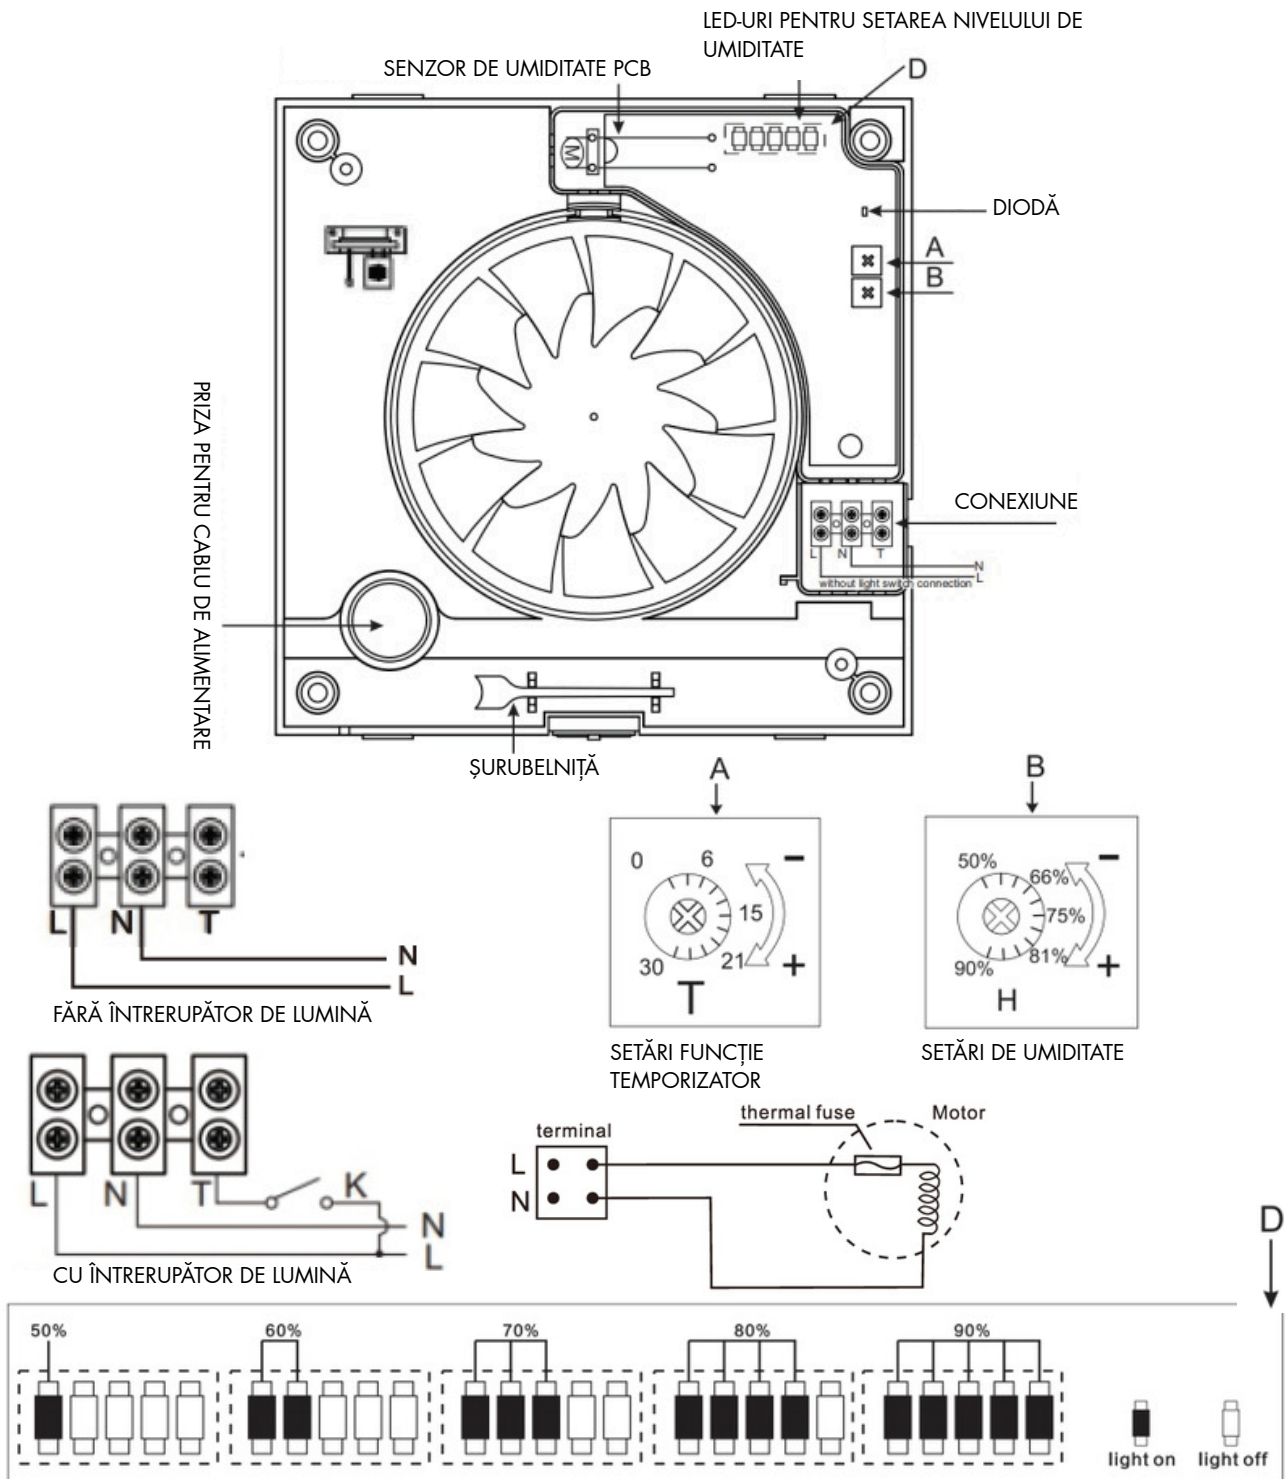 LED-URI PENTRU SETAREA NIVELULUI DE
UMIDITATE
SENZOR DE UMIDITATE PCB
D
M
DIODĂ
A
B
PRIZA PENTRU CABLU DE ALIMENTARE
CONEXIUNE
L N T
N
L
without light switch connection
ȘURUBELNIȚĂ
L N T
N
L
FĂRĂ ÎNTRERUPĂTOR DE LUMINĂ
A
0 6
15
21
30
- 
+
T
SETĂRI FUNCȚIE
TEMPORIZATOR
B
50%
66%
75%
81%
90%
-
+
H
SETĂRI DE UMIDITATE
L N T K
N
L
CU ÎNTRERUPĂTOR DE LUMINĂ
thermal fuse
Motor
terminal
L
N
D
50% 60% 70% 80% 90%
light on light off